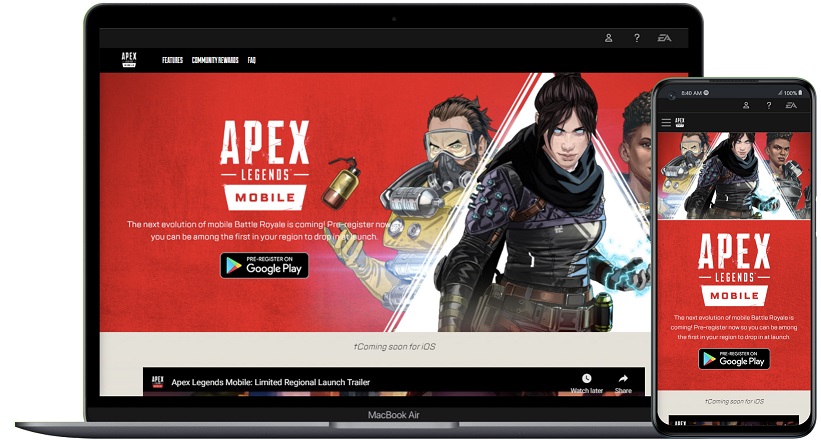 EA
APEX
MOBILE
FEATURES
COMMUNITY REWARDS
FAQ
APEX
LEGENDS
MOBILE
The next evolution of mobile Battle Royale is coming! Pre-register now
you can be among the first in your region to drop in at launch.
PRE-REGISTER ON
Google Play
†Coming soon for iOS
APEX
Apex Legends Mobile: Limited Regional Launch Trailer
Watch later
Share
MacBook Air
8:40 AM
100%
EA
APEX
APEX
LEGENDS
MOBILE
The next evolution of mobile Battle Royale is
coming! Pre-register now so you can be among
the first in your region to drop in at launch.
PRE-REGISTER ON
Google Play
†Coming soon for iOS